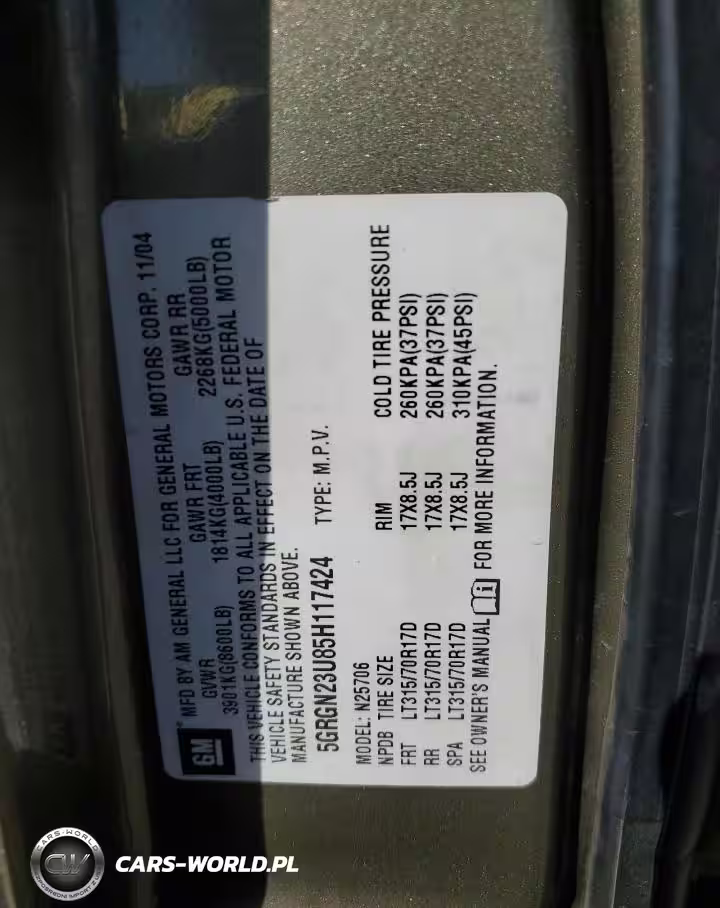 GM
® MFD BY AM GENERAL LLC FOR GENERAL MOTORS CORP. 11/04
GVWR GAWR FRT GAWR RR
3901KG(8600LB) 1814KG(4000LB) 2268KG(5000LB)
THIS VEHICLE CONFORMS TO ALL APPLICABLE U.S. FEDERAL MOTOR
VEHICLE SAFETY STANDARDS IN EFFECT ON THE DATE OF
MANUFACTURE SHOWN ABOVE.
5GRGN23U85H117424 TYPE: M.P.V.
MODEL: N25706
NPDB TIRE SIZE RIM COLD TIRE PRESSURE
FRT LT315/70R17D 17X8.5J 260KPA(37PSI)
RR LT315/70R17D 17X8.5J 260KPA(37PSI)
SPA LT315/70R17D 17X8.5J 310KPA(45PSI)
SEE OWNER'S MANUAL FOR MORE INFORMATION.
CARS-WORLD
CW
CARS-WORLD.PL